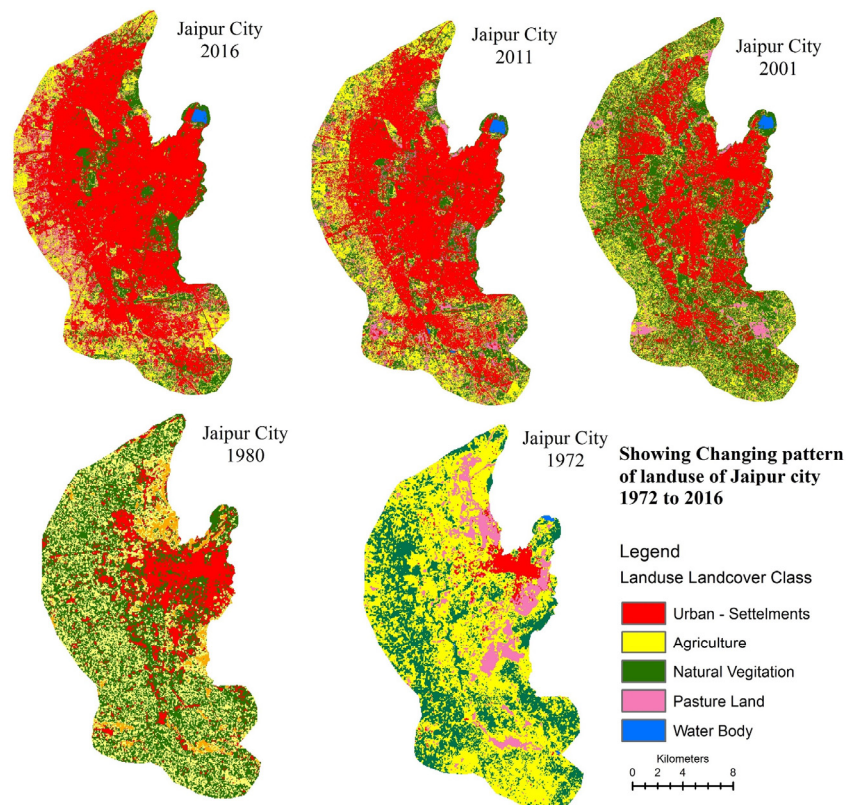 Jaipur City
2016
Jaipur City
2011
Jaipur City
2001
Jaipur City
1980
Jaipur City
1972
Showing Changing pattern
of landuse of Jaipur city
1972 to 2016
Legend
Landuse Landcover Class
Urban - Settelments
Agriculture
Natural Vegitation
Pasture Land
Water Body
Kilometers
0 2 4 8